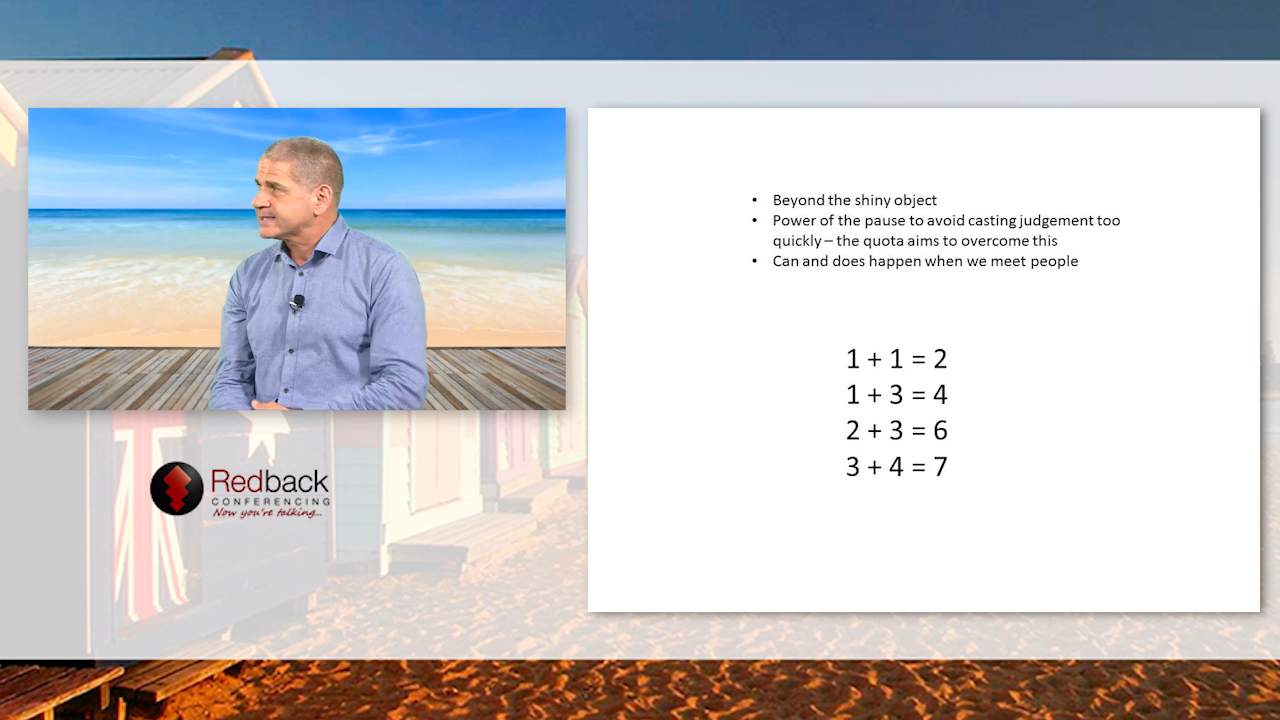 • Beyond the shiny object
• Power of the pause to avoid casting judgement too
quickly – the quota aims to overcome this
• Can and does happen when we meet people
1 + 1 = 2
1 + 3 = 4
2 + 3 = 6
3 + 4 = 7
Redback
CONFERENCING
Now you're talking...